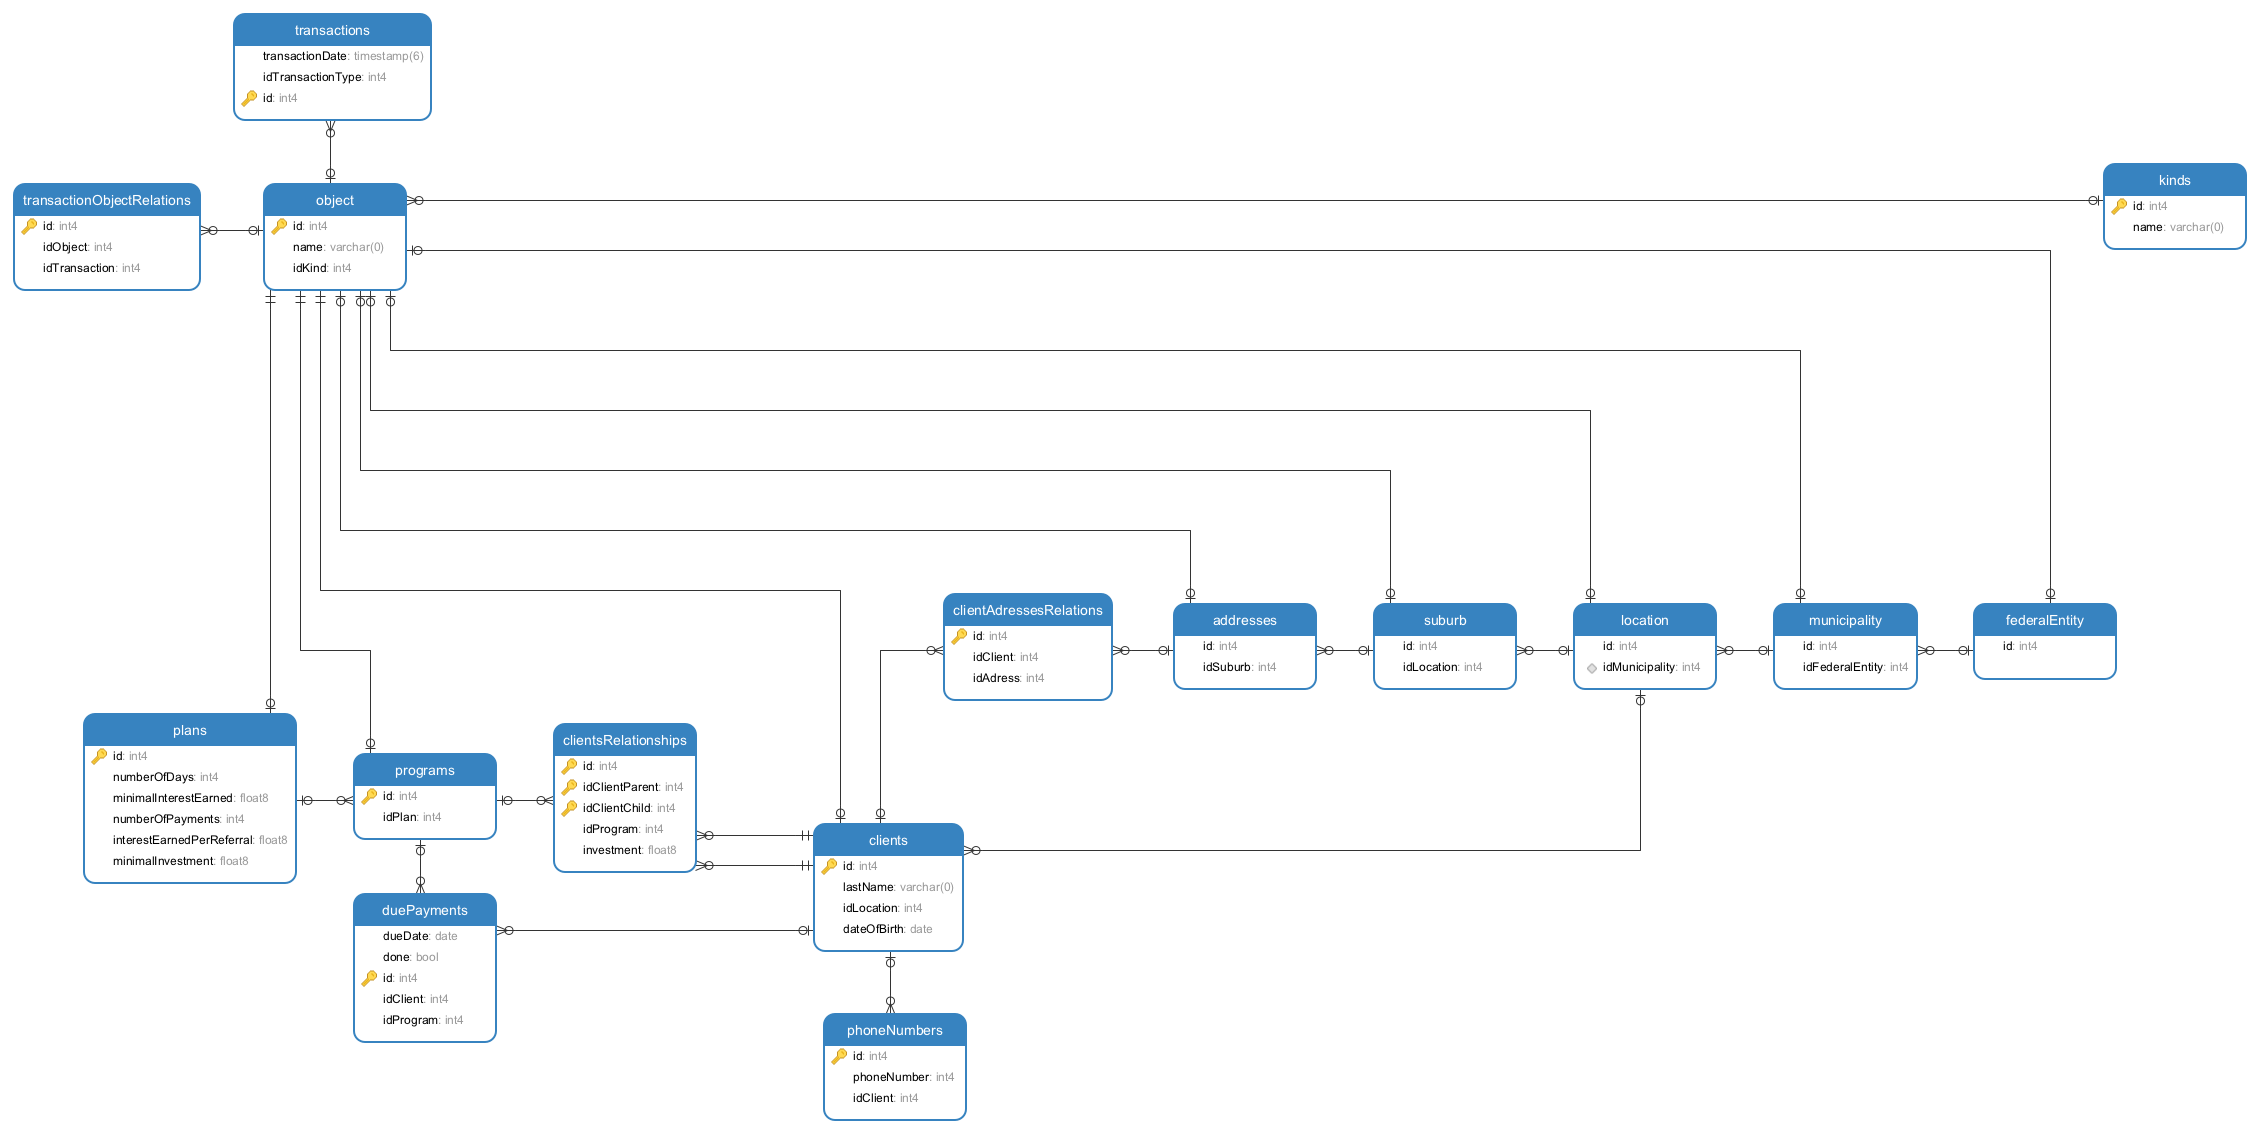 transactions
transactionDate: timestamp(6)
idTransactionType: int4
id: int4
transactionObjectRelations
id: int4
idObject: int4
idTransaction: int4
object
id: int4
name: varchar(0)
idKind: int4
kinds
id: int4
name: varchar(0)
clientAdressesRelations
id: int4
idClient: int4
idAdress: int4
addresses
id: int4
idSuburb: int4
suburb
id: int4
idLocation: int4
location
id: int4
idMunicipality: int4
municipality
id: int4
idFederalEntity: int4
federalEntity
id: int4
plans
id: int4
numberOfDays: int4
minimalInterestEarned: float8
numberOfPayments: int4
interestEarnedPerReferral: float8
minimalInvestment: float8
programs
id: int4
idPlan: int4
clientsRelationships
id: int4
idClientParent: int4
idClientChild: int4
idProgram: int4
investment: float8
clients
id: int4
lastName: varchar(0)
idLocation: int4
dateOfBirth: date
duePayments
dueDate: date
done: bool
id: int4
idClient: int4
idProgram: int4
phoneNumbers
id: int4
phoneNumber: int4
idClient: int4